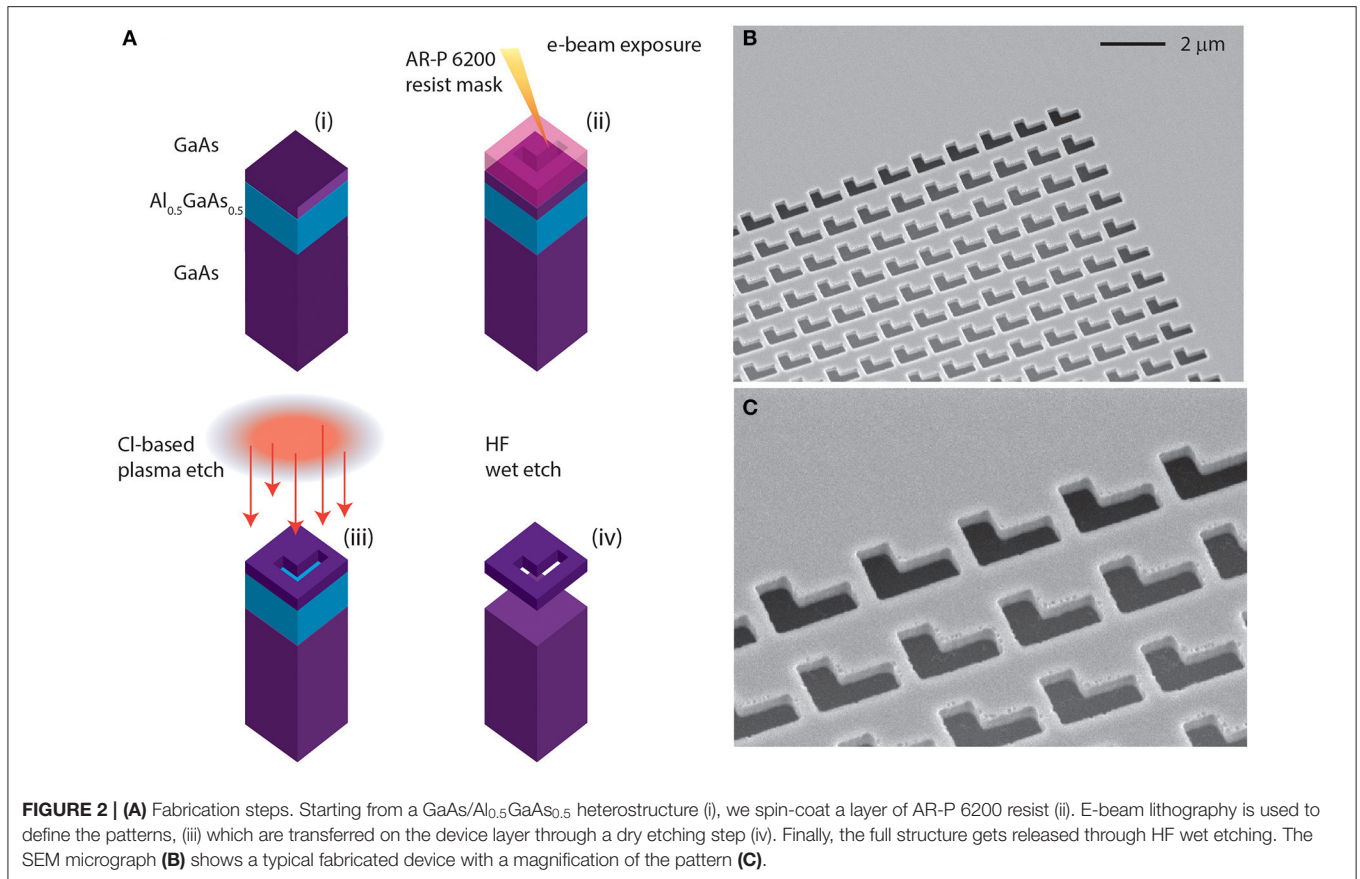 A
AR-P 6200
resist mask
e-beam exposure
(i)
(ii)
GaAs
Al0.5GaAs0.5
GaAs
Cl-based
plasma etch
HF
wet etch
(iii)
(iv)
B
2 μm
C
FIGURE 2 | (A) Fabrication steps. Starting from a GaAs/Al0.5GaAs0.5 heterostructure (i), we spin-coat a layer of AR-P 6200 resist (ii). E-beam lithography is used to
define the patterns, (iii) which are transferred on the device layer through a dry etching step (iv). Finally, the full structure gets released through HF wet etching. The
SEM micrograph (B) shows a typical fabricated device with a magnification of the pattern (C).